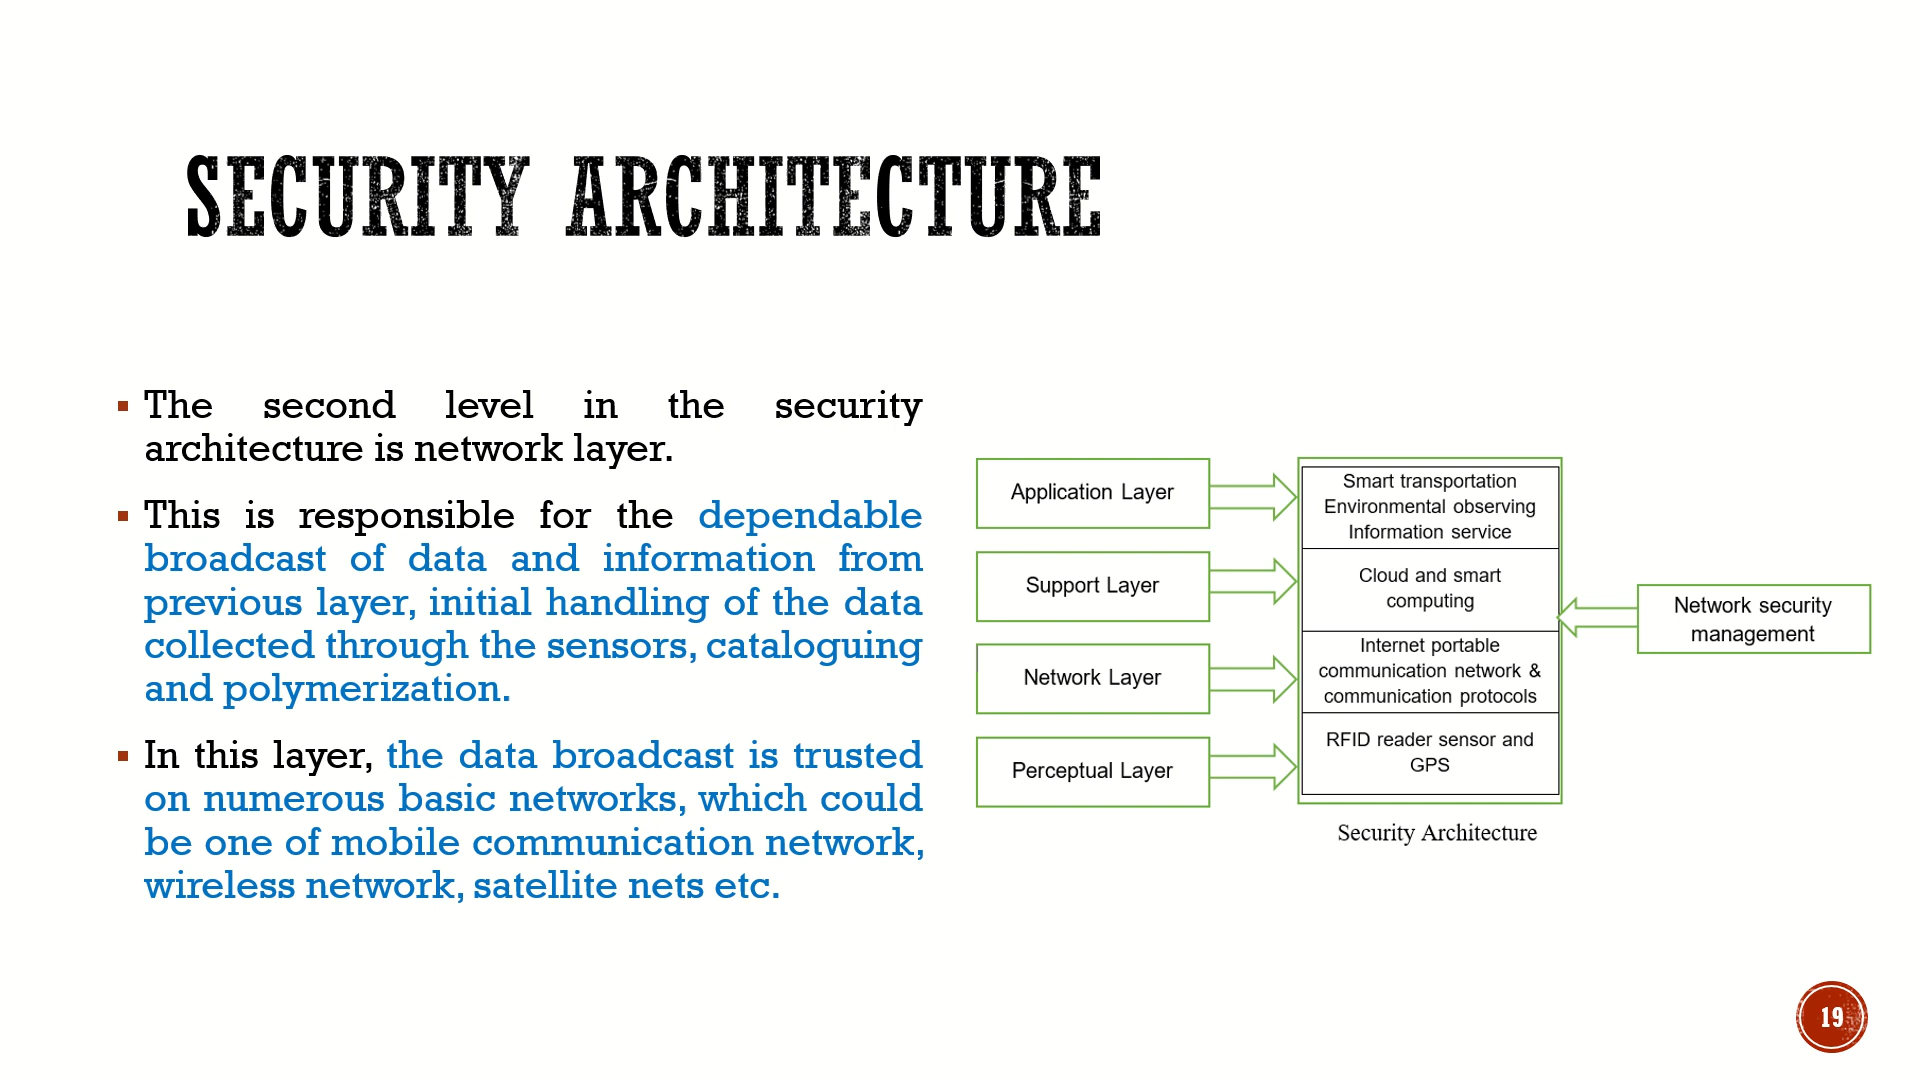 SECURITY ARCHITECTURE
▪ The second level in the security
architecture is network layer.
▪ This is responsible for the dependable
broadcast of data and information from
previous layer, initial handling of the data
collected through the sensors, cataloguing
and polymerization.
▪ In this layer, the data broadcast is trusted
on numerous basic networks, which could
be one of mobile communication network,
wireless network, satellite nets etc.
Application Layer
Support Layer
Network Layer
Perceptual Layer
Smart transportation
Environmental observing
Information service
Cloud and smart
computing
Internet portable
communication network &
communication protocols
RFID reader sensor and
GPS
Network security
management
Security Architecture
19